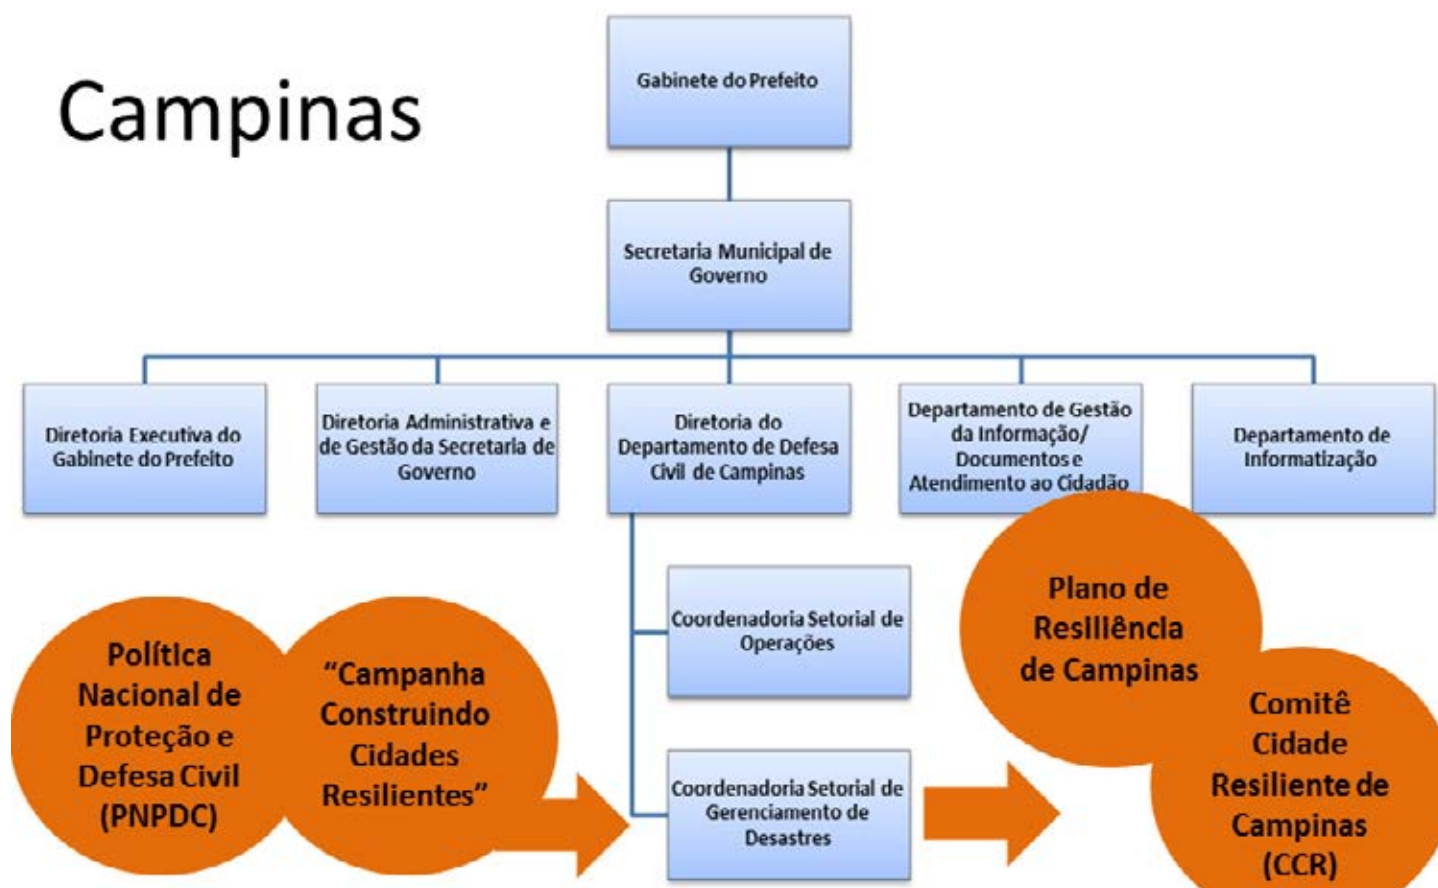 Campinas
Gabinete do Prefeito
Secretaria Municipal de
Governo
Diretoria Executiva do
Gabinete do Prefeito
Diretoria Administrativa e
de Gestão da Secretaria de
Governo
Diretoria do
Departamento de Defesa
Civil de Campinas
Departamento de Gestão
da Informação/
Documentos e
Atendimento ao Cidadão
Departamento de
Informatização
Coordenadoria Setorial de
Operações
Coordenadoria Setorial de
Gerenciamento de
Desastres
Política
Nacional de
Proteção e
Defesa Civil
(PNPDC)
“Campanha
Construindo
Cidades
Resilientes”
Plano de
Resiliência
de Campinas
Comitê
Cidade
Resiliente de
Campinas
(CCR)